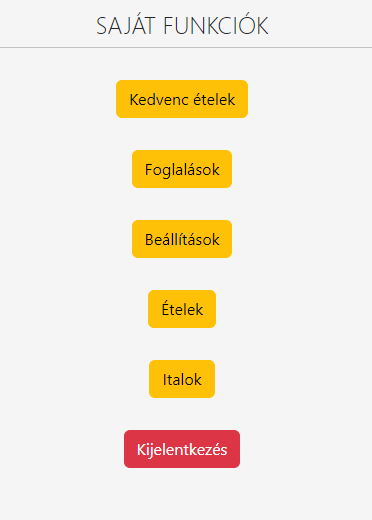 SAJÁT FUNKCIÓK
Kedvenc ételek
Foglalások
Beállítások
Ételek
Italok
Kijelentkezés